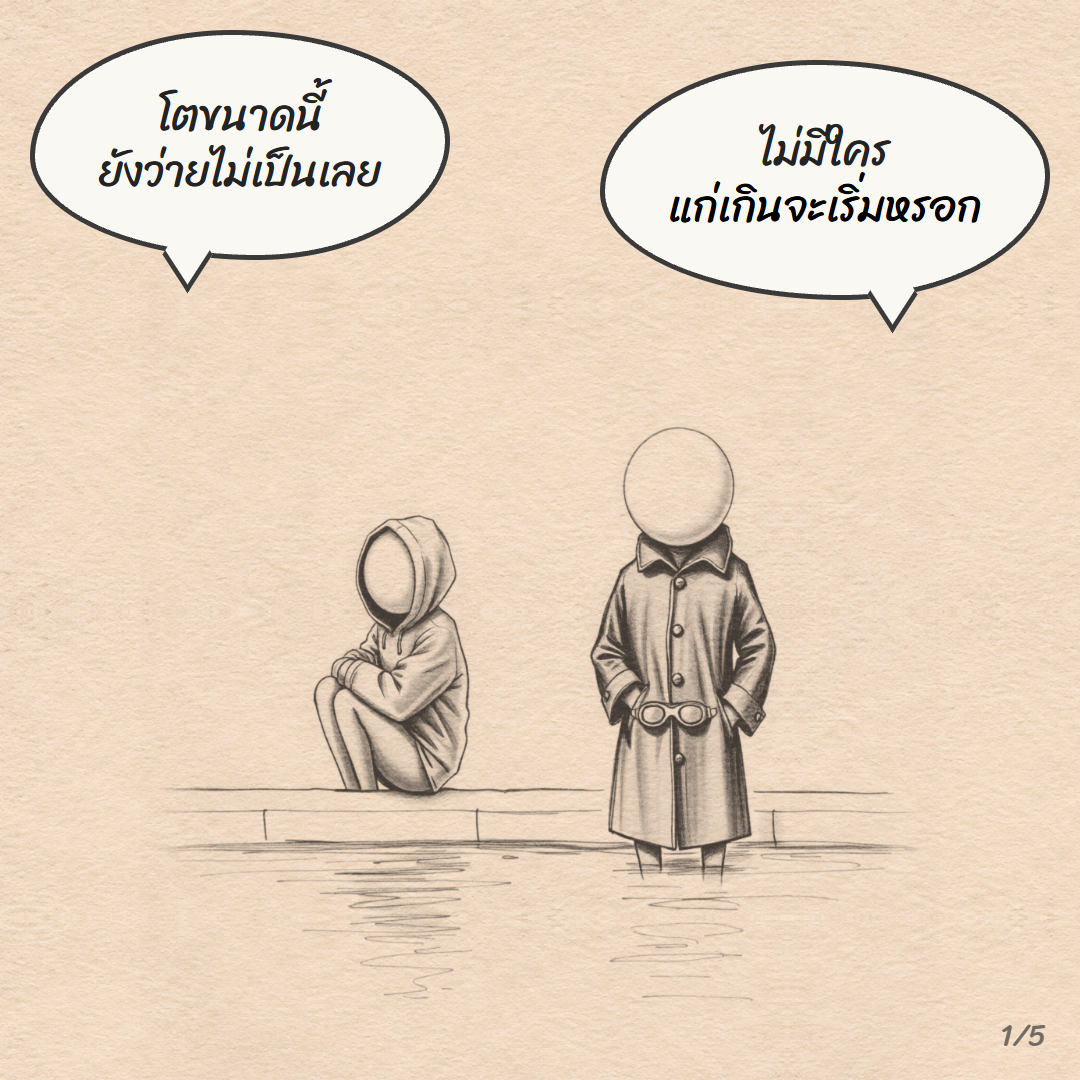 โตขนาดนี้
ยังว่ายไม่เป็นเลย
ไม่มีใคร
แก่เกินจะเริ่มหรอก
1/5